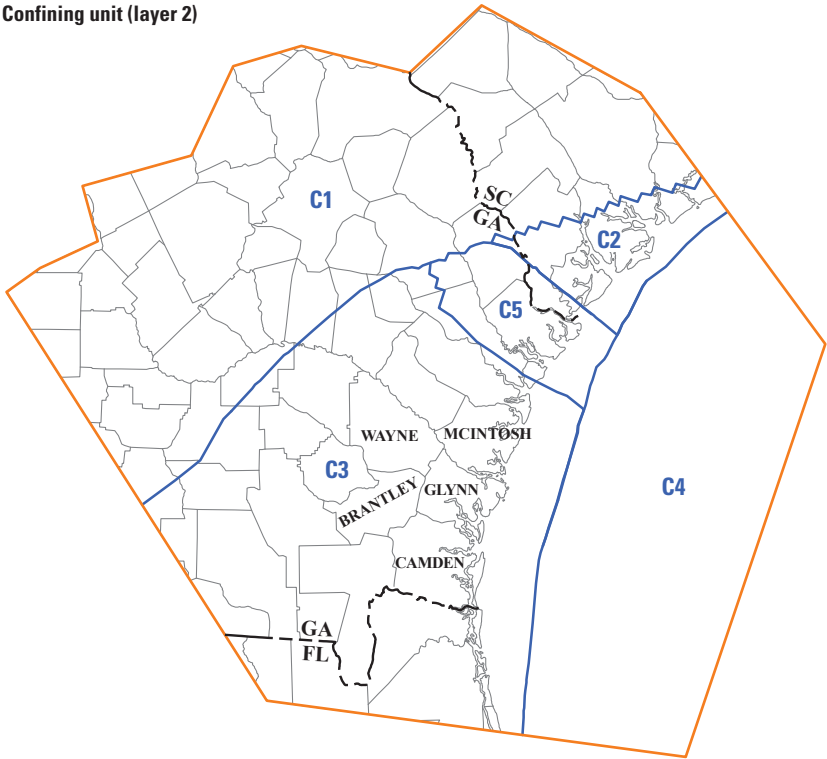 Confining unit (layer 2)
C1
SC
GA
C2
C5
WAYNE
MCINTOSH
C3
BRANTLEY
GLYNN
C4
CAMDEN
GA
FL